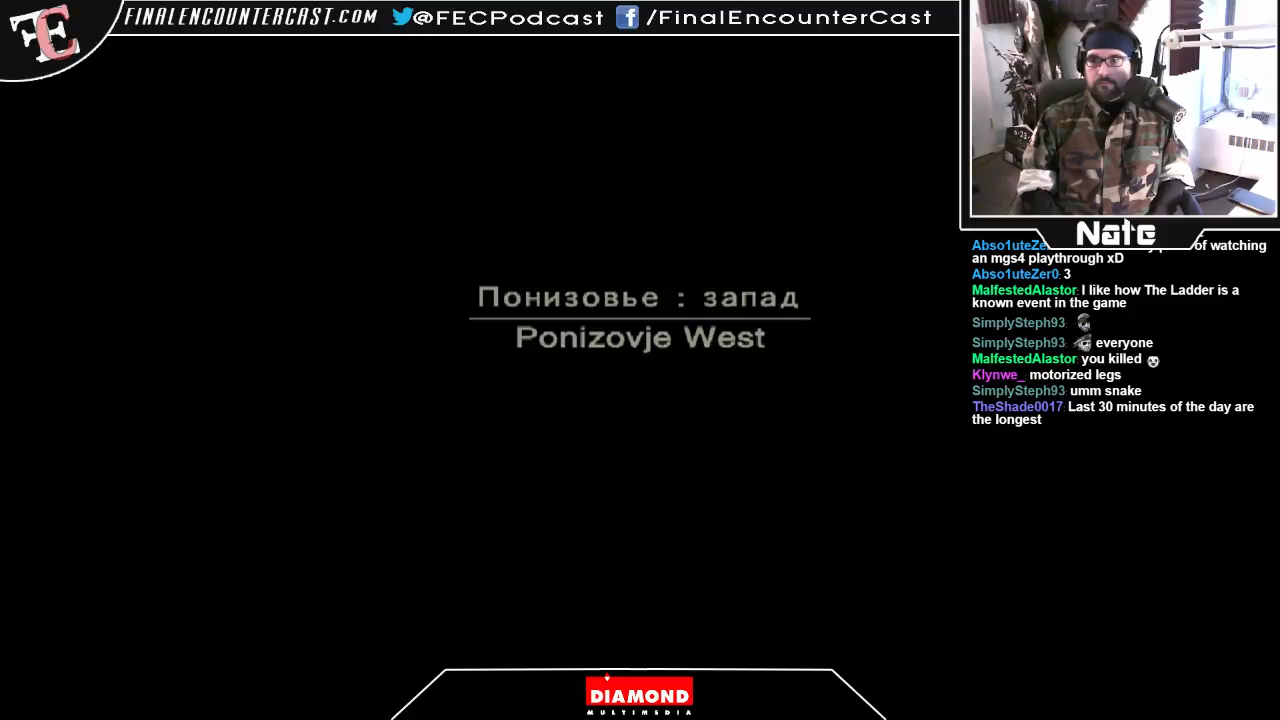 FINALENCOUNTERCAST.COM @FECPodcast /FinalEncounterCast
FEC
Понизовье : запад
Ponizovje West
Nate
Abso1uteZe of watching
an mgs4 playthrough xD
Abso1uteZer0: 3
MalfestedAlastor: I like how The Ladder is a
known event in the game
SimplySteph93:
SimplySteph93: everyone
MalfestedAlastor you killed
Klynwe_: motorized legs
SimplySteph93: umm snake
TheShade0017: Last 30 minutes of the day are
the longest
DIAMOND
MULTIMEDIA